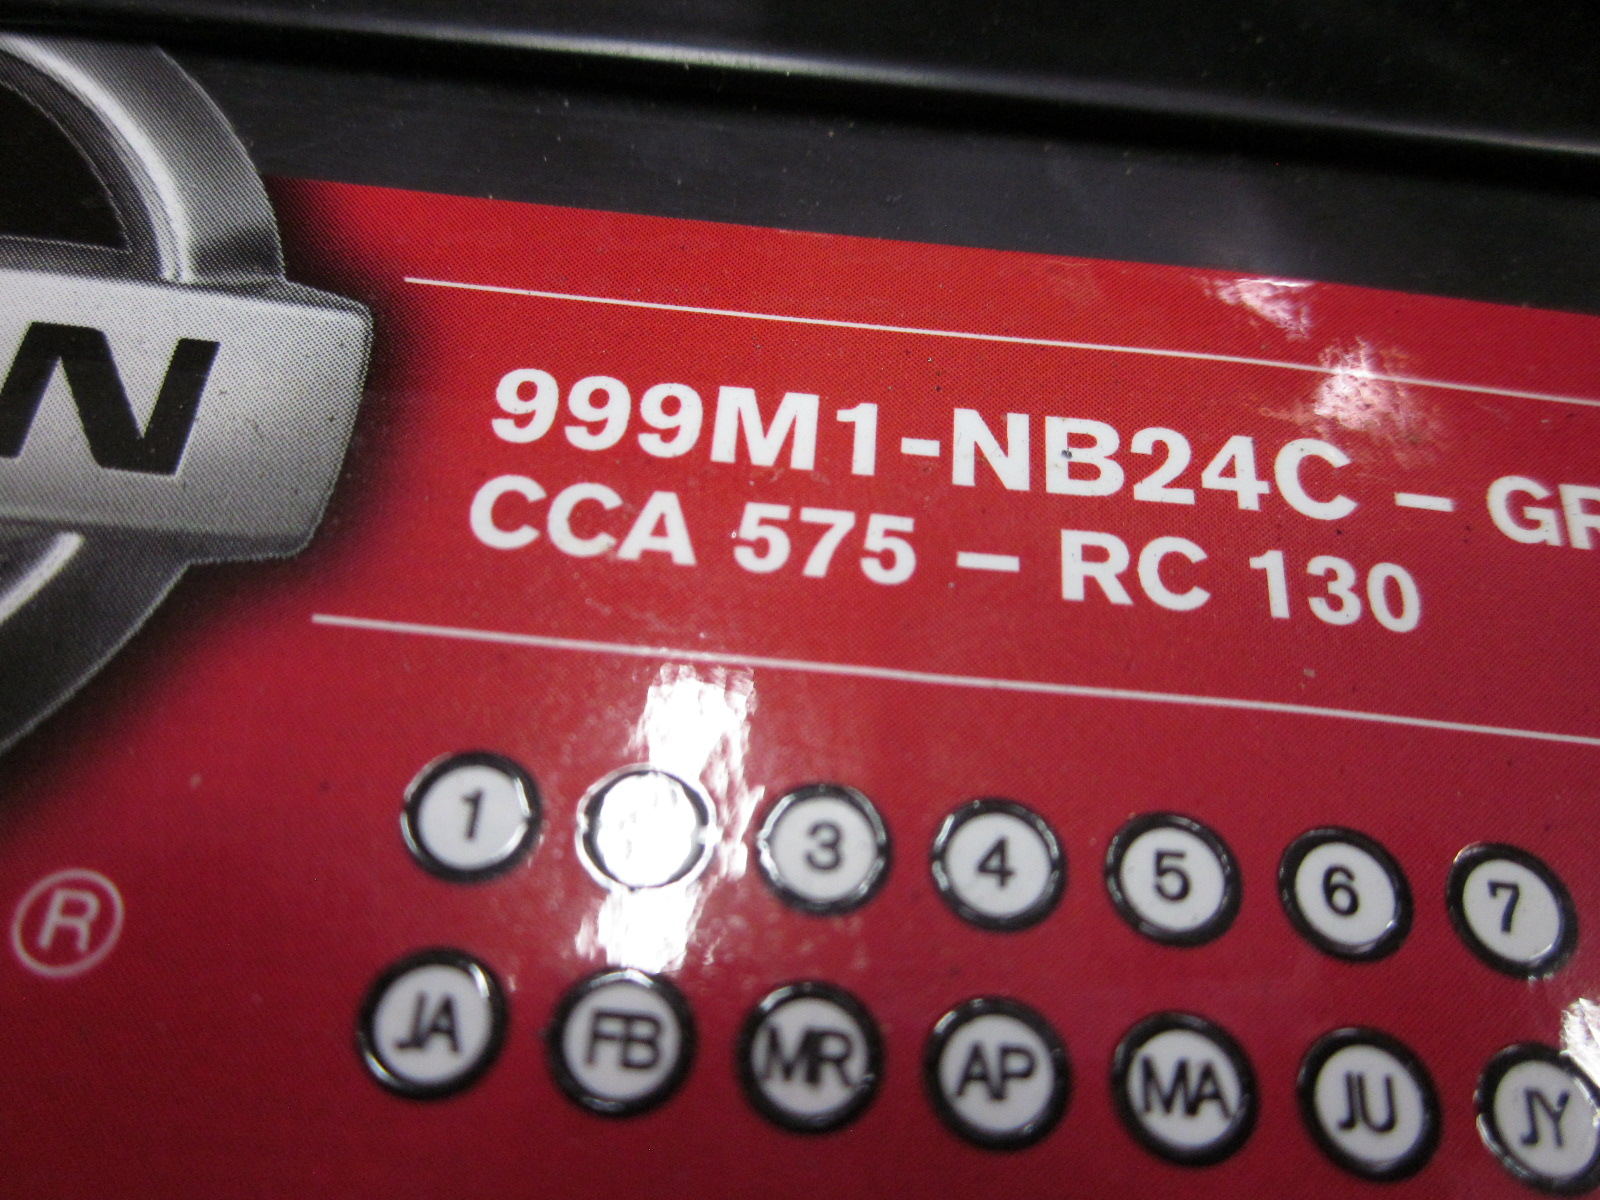 N
999M1-NB24C – GR
CCA 575 – RC 130
1 3 4 5 6 7
®
JA FB MR AP MA JU JY